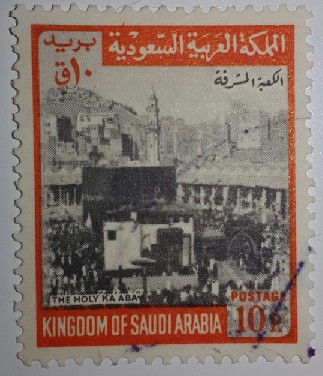 المملكة العربية السعودية بريد
١٠ ق
الكعبة المشرفة
THE HOLY KA'ABA
POSTAGE
KINGDOM OF SAUDI ARABIA 10 P.